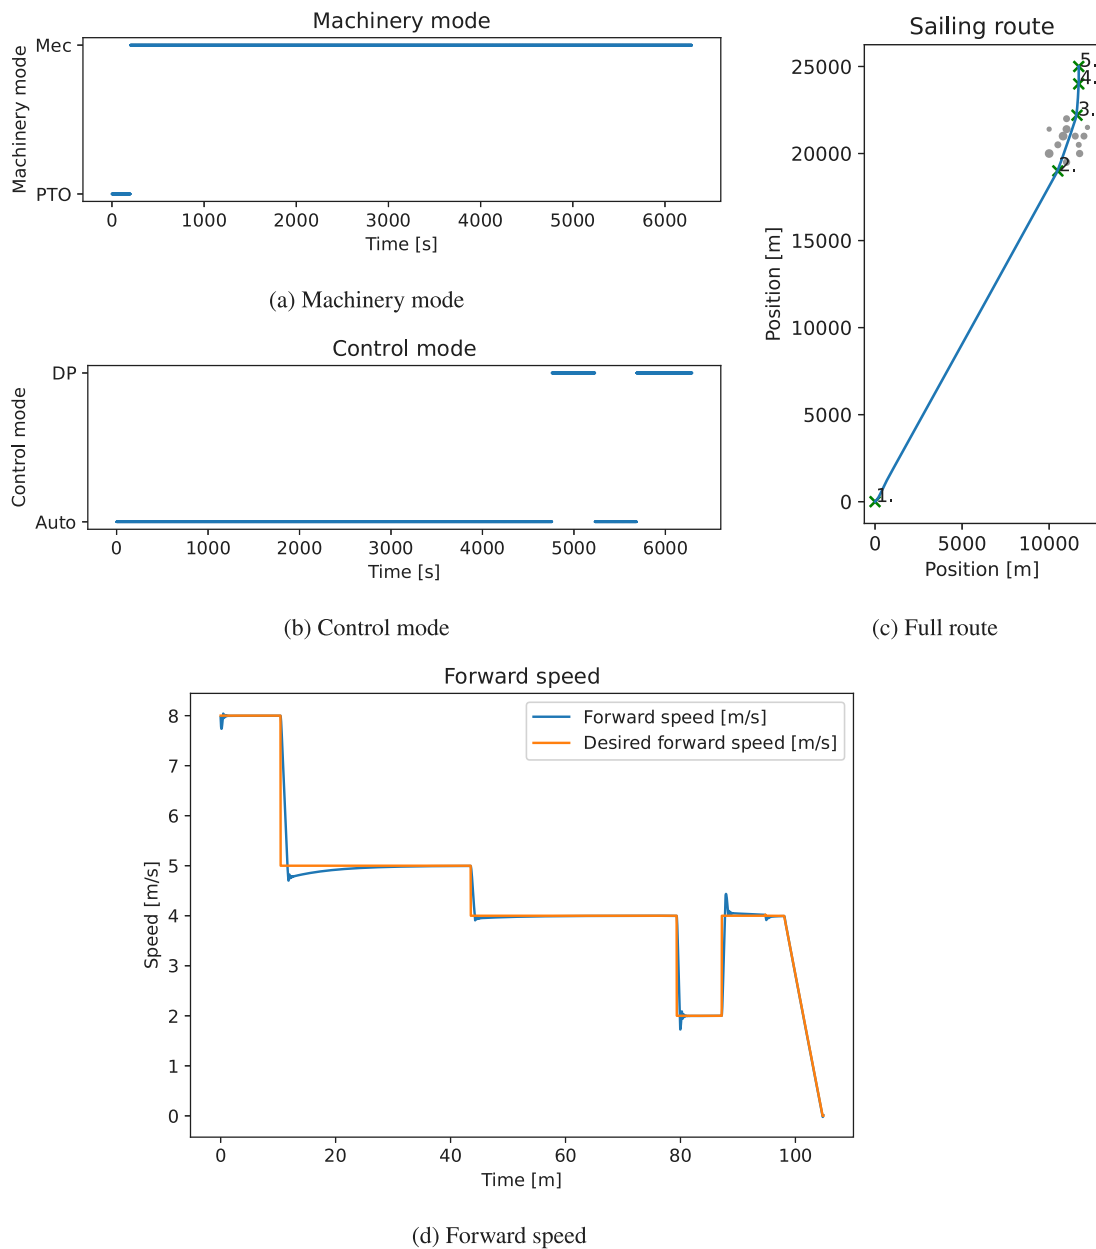 Machinery mode
Machinery mode
Mec
PTO
0 1000 2000 3000 4000 5000 6000
Time [s]
(a) Machinery mode
Control mode
Control mode
DP
Auto
0 1000 2000 3000 4000 5000 6000
Time [s]
(b) Control mode
Sailing route
Position [m]
25000
20000
15000
10000
5000
0
5.
4.
3.
2.
1.
0 5000 10000
Position [m]
(c) Full route
Forward speed
Speed [m/s]
8
7
6
5
4
3
2
1
0
Forward speed [m/s]
Desired forward speed [m/s]
0 20 40 60 80 100
Time [m]
(d) Forward speed